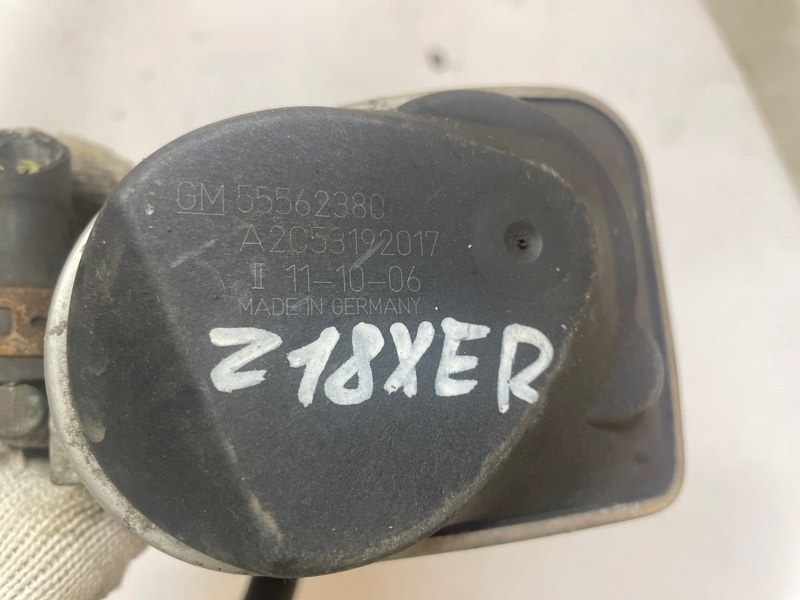 GM 55562380
A2C53192017
II 11-10-06
MADE IN GERMANY
Z18XER